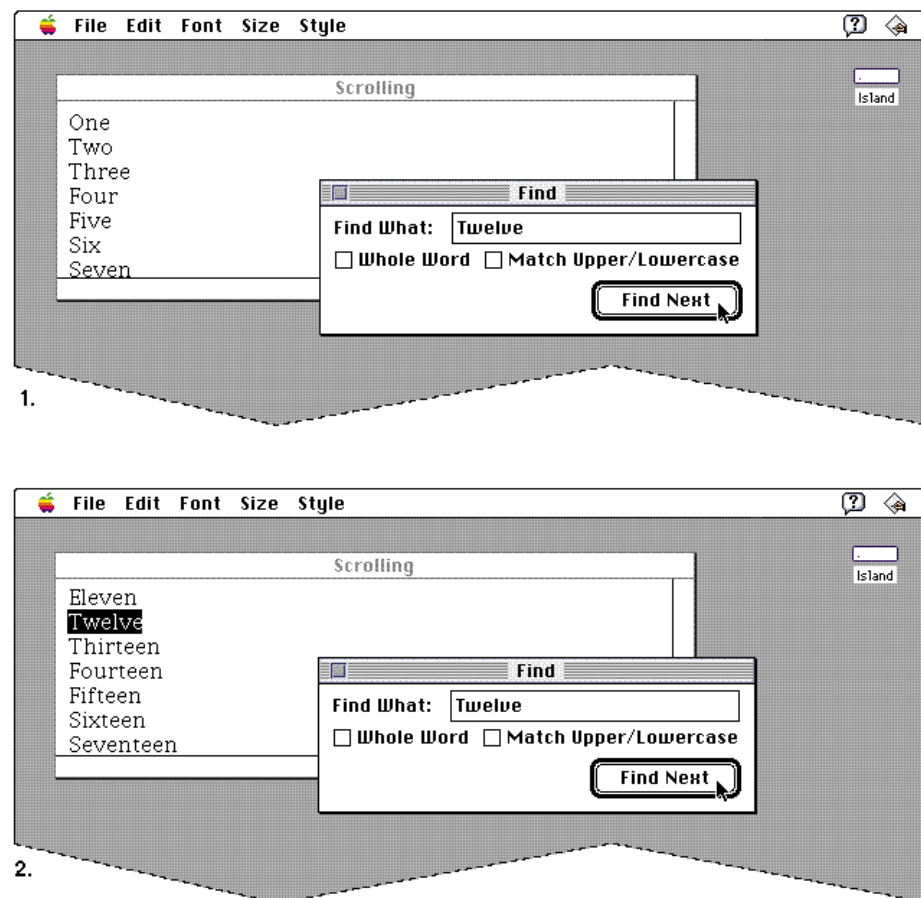 File Edit Font Size Style
Scrolling
Island
One
Two
Three
Four
Five
Six
Seven
Find
Find What: Twelve
Whole Word Match Upper/Lowercase
Find Next
1.
File Edit Font Size Style
Scrolling
Island
Eleven
Twelve
Thirteen
Fourteen
Fifteen
Sixteen
Seventeen
Find
Find What: Twelve
Whole Word Match Upper/Lowercase
Find Next
2.